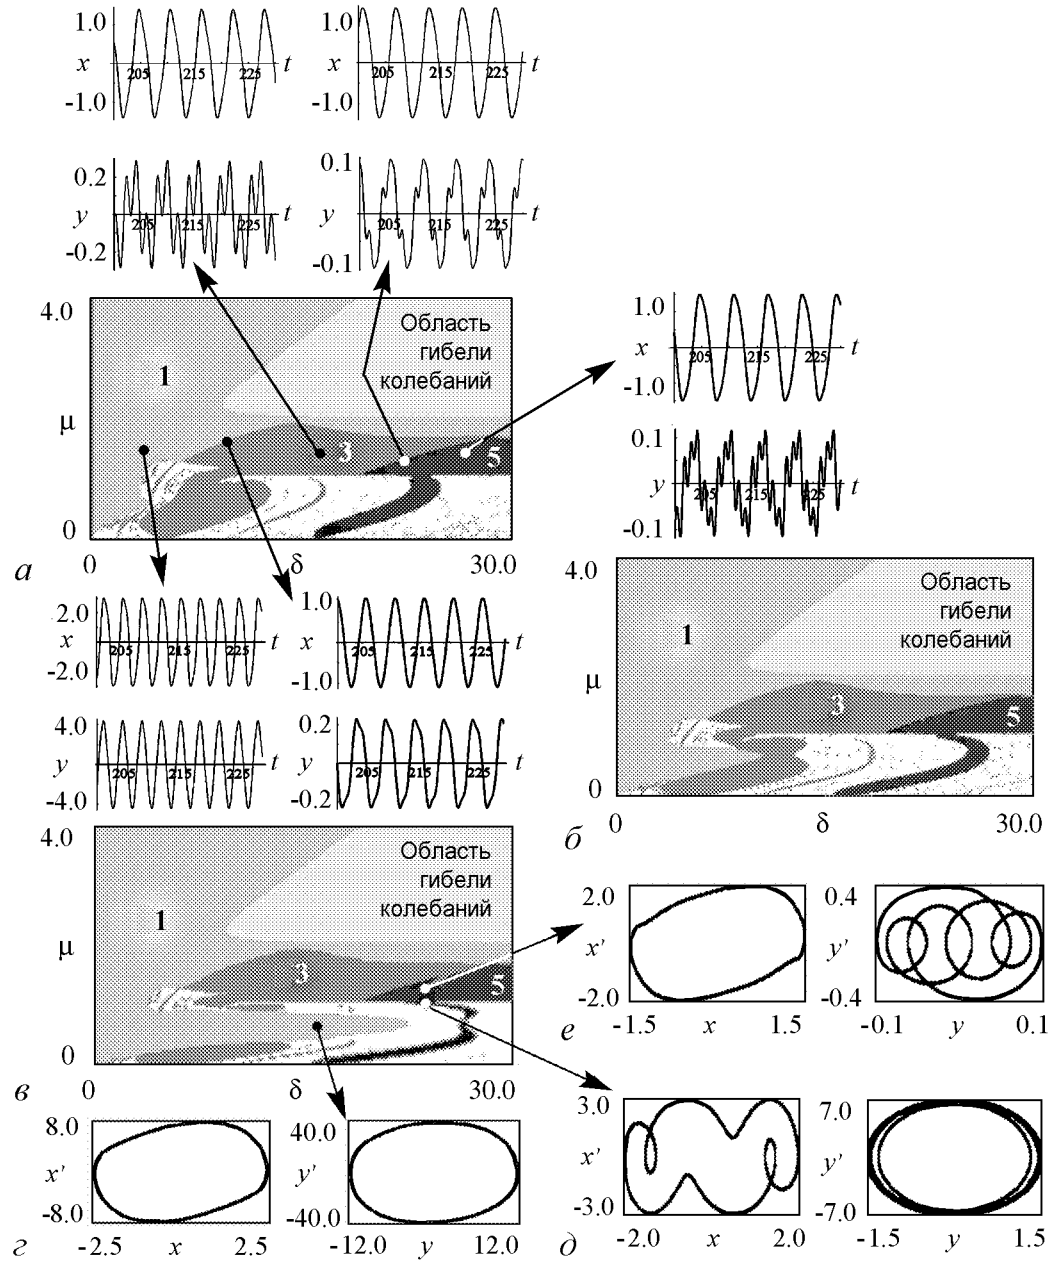 1.0
x
205
215
225
t
-1.0
1.0
x
205
215
225
t
-1.0
0.2
y
205
215
225
t
-0.2
0.1
y
205
215
225
t
-0.1
4.0
Область
гибели
колебаний
1
μ
3
5
0
а
0
δ
30.0
1.0
x
205
215
225
t
-1.0
0.1
y
205
215
225
t
-0.1
2.0
x
205
215
225
t
-2.0
1.0
x
205
215
225
t
-1.0
4.0
y
205
215
225
t
-4.0
0.2
y
205
215
225
t
-0.2
4.0
Область
гибели
колебаний
1
μ
3
5
0
б
0
δ
30.0
4.0
Область
гибели
колебаний
1
μ
3
5
0
в
0
δ
30.0
2.0
x'
-2.0
-1.5
x
1.5
0.4
y'
-0.4
-0.1
y
0.1
е
8.0
x'
-8.0
-2.5
x
2.5
40.0
y'
-40.0
-12.0
y
12.0
г
3.0
x'
-3.0
-2.0
x
2.0
7.0
y'
-7.0
-1.5
y
1.5
д